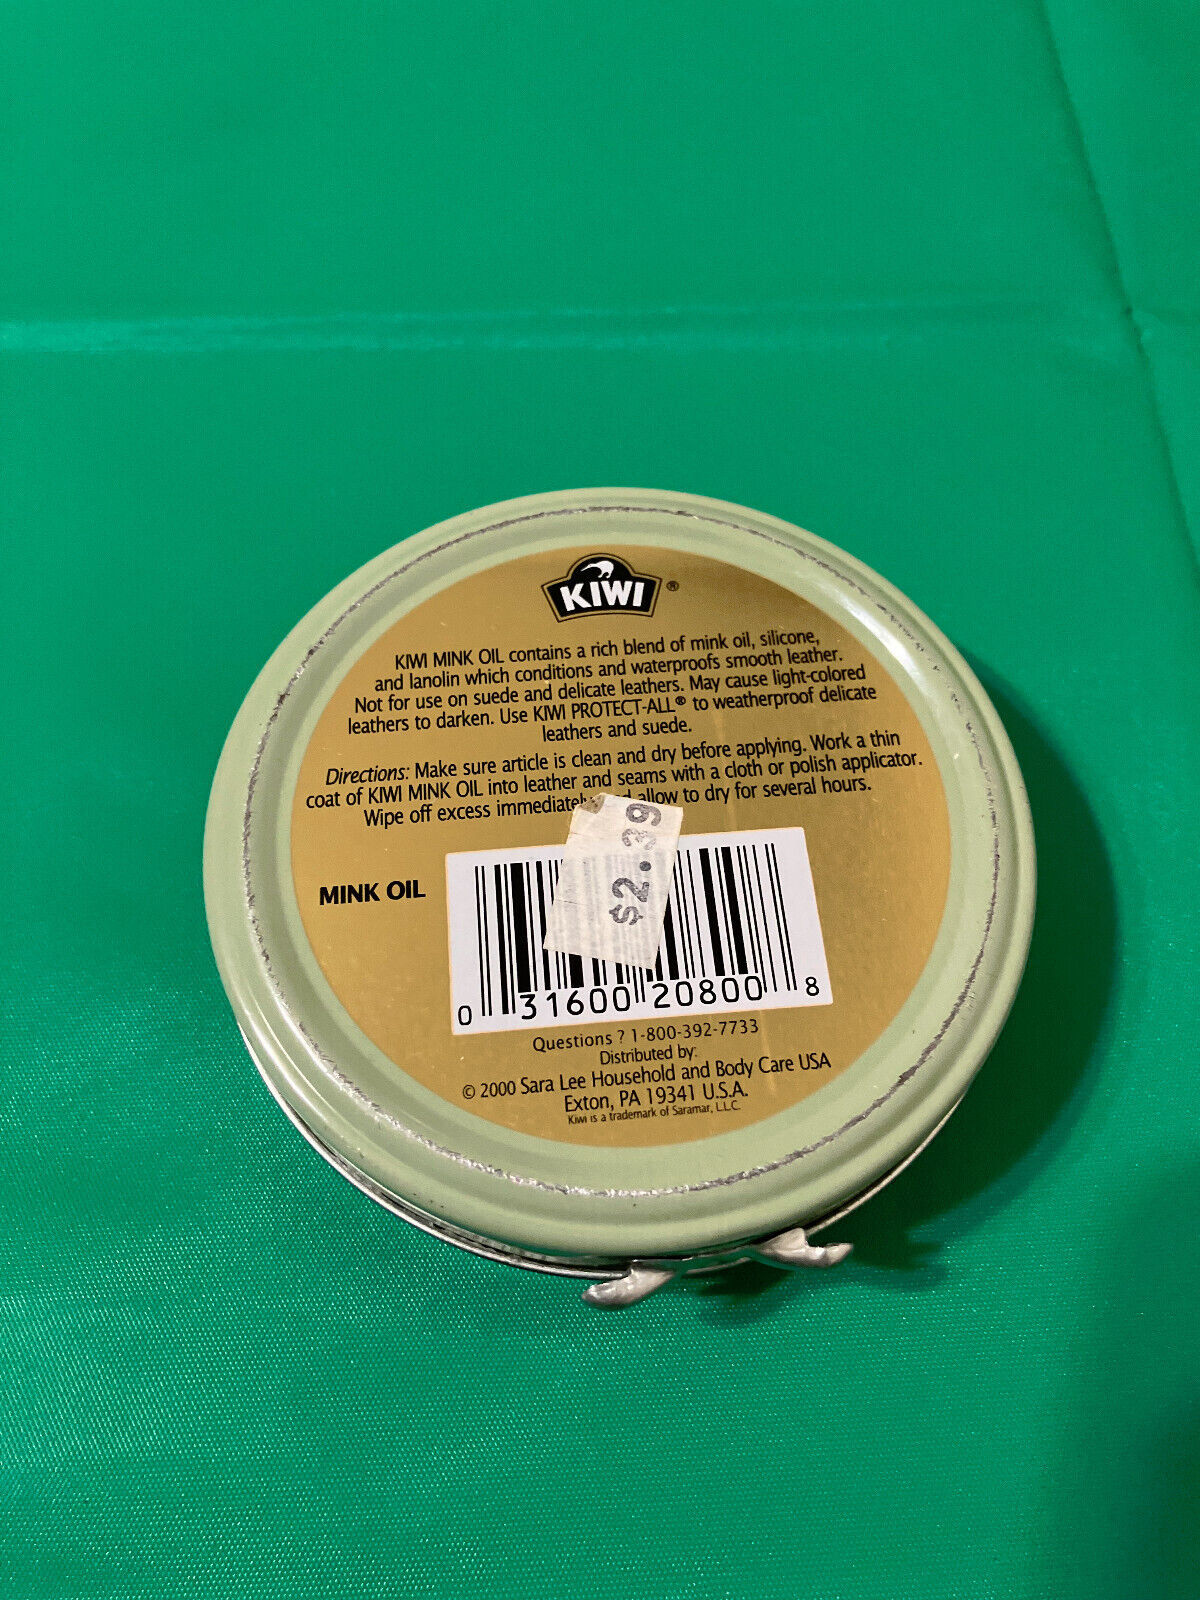 KIWI ®
KIWI MINK OIL contains a rich blend of mink oil, silicone,
and lanolin which conditions and waterproofs smooth leather.
Not for use on suede and delicate leathers. May cause light-colored
leathers to darken. Use KIWI PROTECT-ALL® to weatherproof delicate
leathers and suede.
Directions: Make sure article is clean and dry before applying. Work a thin
coat of KIWI MINK OIL into leather and seams with a cloth or polish applicator.
Wipe off excess immediately allow to dry for several hours.
$2.39
MINK OIL
0 31600 20800 8
Questions ? 1-800-392-7733
Distributed by:
© 2000 Sara Lee Household and Body Care USA
Exton, PA 19341 U.S.A.
Kiwi is a trademark of Saramar, L.L.C.